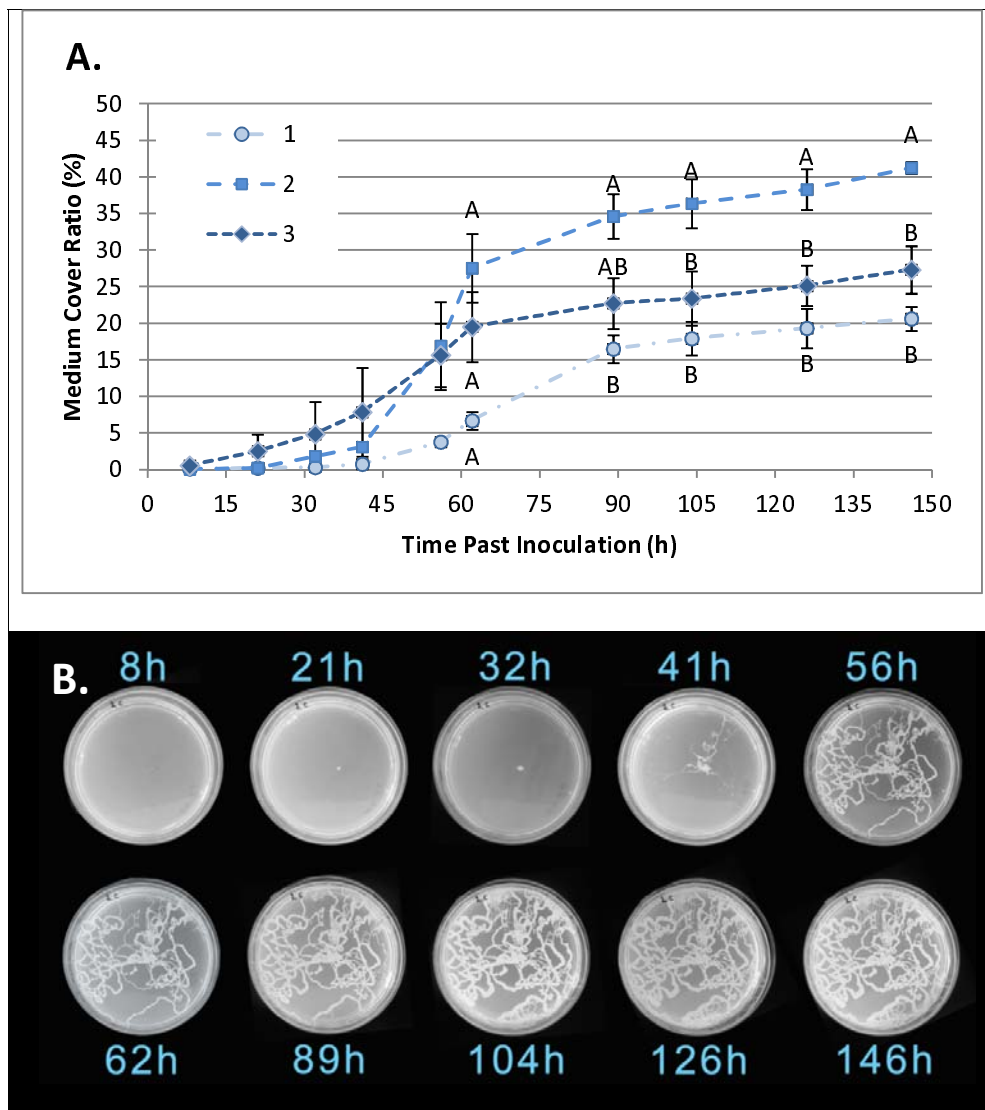 A.
50
45
40
35
30
25
20
15
10
5
0
Medium Cover Ratio (%)
1
2
3
A
A
A
A
A
A B
B
B
B
A
A
B
B
B
B
0 15 30 45 60 75 90 105 120 135 150
Time Past Inoculation (h)
B.
8h 21h 32h 41h 56h
62h 89h 104h 126h 146h